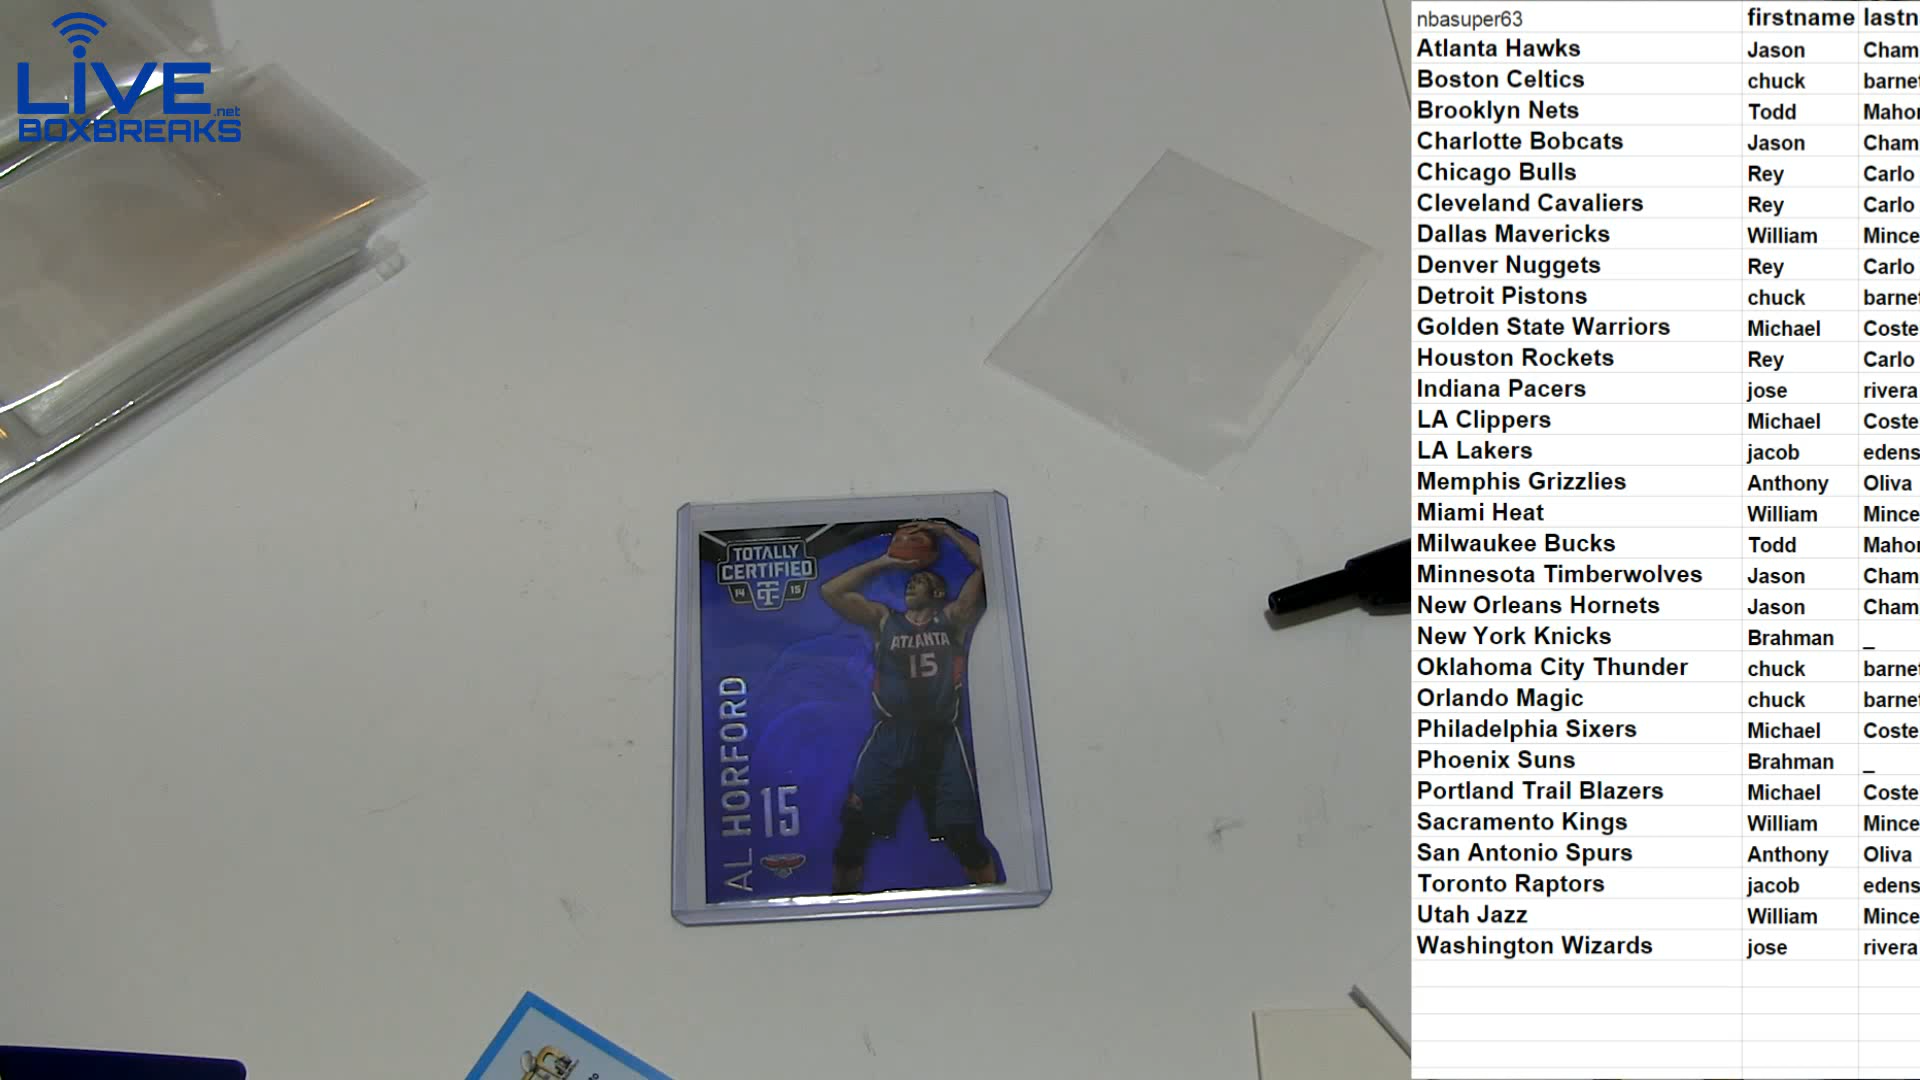 LiVE.net
BOXBREAKS
TOTALLY
CERTIFIED
14 TC 15
ATLANTA
15
AL HORFORD
15
nbasuper63 firstname lastn
Atlanta Hawks Jason Cham
Boston Celtics chuck barnet
Brooklyn Nets Todd Mahon
Charlotte Bobcats Jason Cham
Chicago Bulls Rey Carlo
Cleveland Cavaliers Rey Carlo
Dallas Mavericks William Mince
Denver Nuggets Rey Carlo
Detroit Pistons chuck barnet
Golden State Warriors Michael Coste
Houston Rockets Rey Carlo
Indiana Pacers jose rivera
LA Clippers Michael Coste
LA Lakers jacob edens
Memphis Grizzlies Anthony Oliva
Miami Heat William Mince
Milwaukee Bucks Todd Mahon
Minnesota Timberwolves Jason Cham
New Orleans Hornets Jason Cham
New York Knicks Brahman _
Oklahoma City Thunder chuck barnet
Orlando Magic chuck barnet
Philadelphia Sixers Michael Coste
Phoenix Suns Brahman _
Portland Trail Blazers Michael Coste
Sacramento Kings William Mince
San Antonio Spurs Anthony Oliva
Toronto Raptors jacob edens
Utah Jazz William Mince
Washington Wizards jose rivera